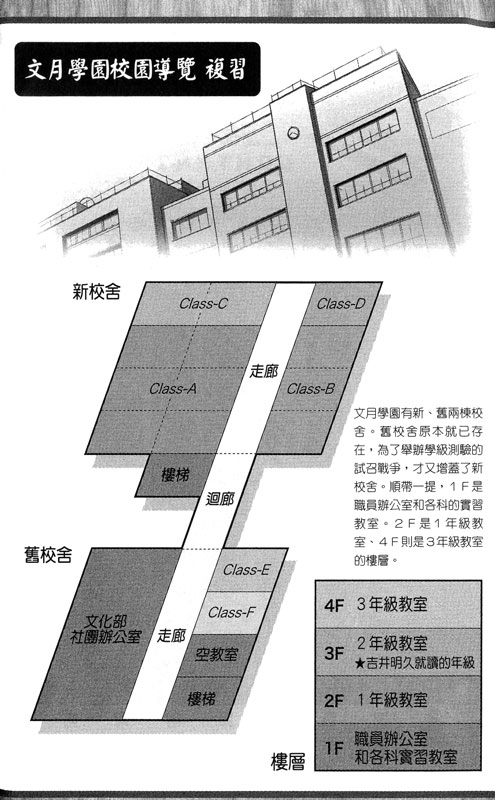 文月學園校園導覽 複習
新校舍
Class-C
Class-D
走廊
Class-A
Class-B
樓梯
迴廊
文月學園有新、舊兩棟校
舍。舊校舍原本就已存
在，為了舉辦學級測驗的
試召戰爭，才又增蓋了新
校舍。順帶一提，１Ｆ是
職員辦公室和各科的實習
教室。２Ｆ是１年級教
室、４Ｆ則是３年級教室
的樓層。
舊校舍
Class-E
Class-F
文化部
社團辦公室
走廊
空教室
樓梯
4F ３年級教室
3F ２年級教室
★吉井明久就讀的年級
2F １年級教室
1F 職員辦公室
和各科實習教室
樓層